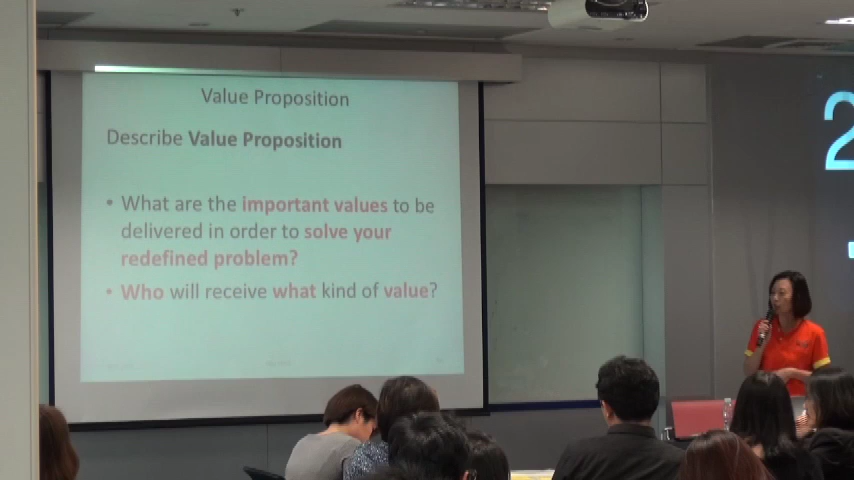 Value Proposition
Describe Value Proposition
• What are the important values to be
delivered in order to solve your
redefined problem?
• Who will receive what kind of value?
2